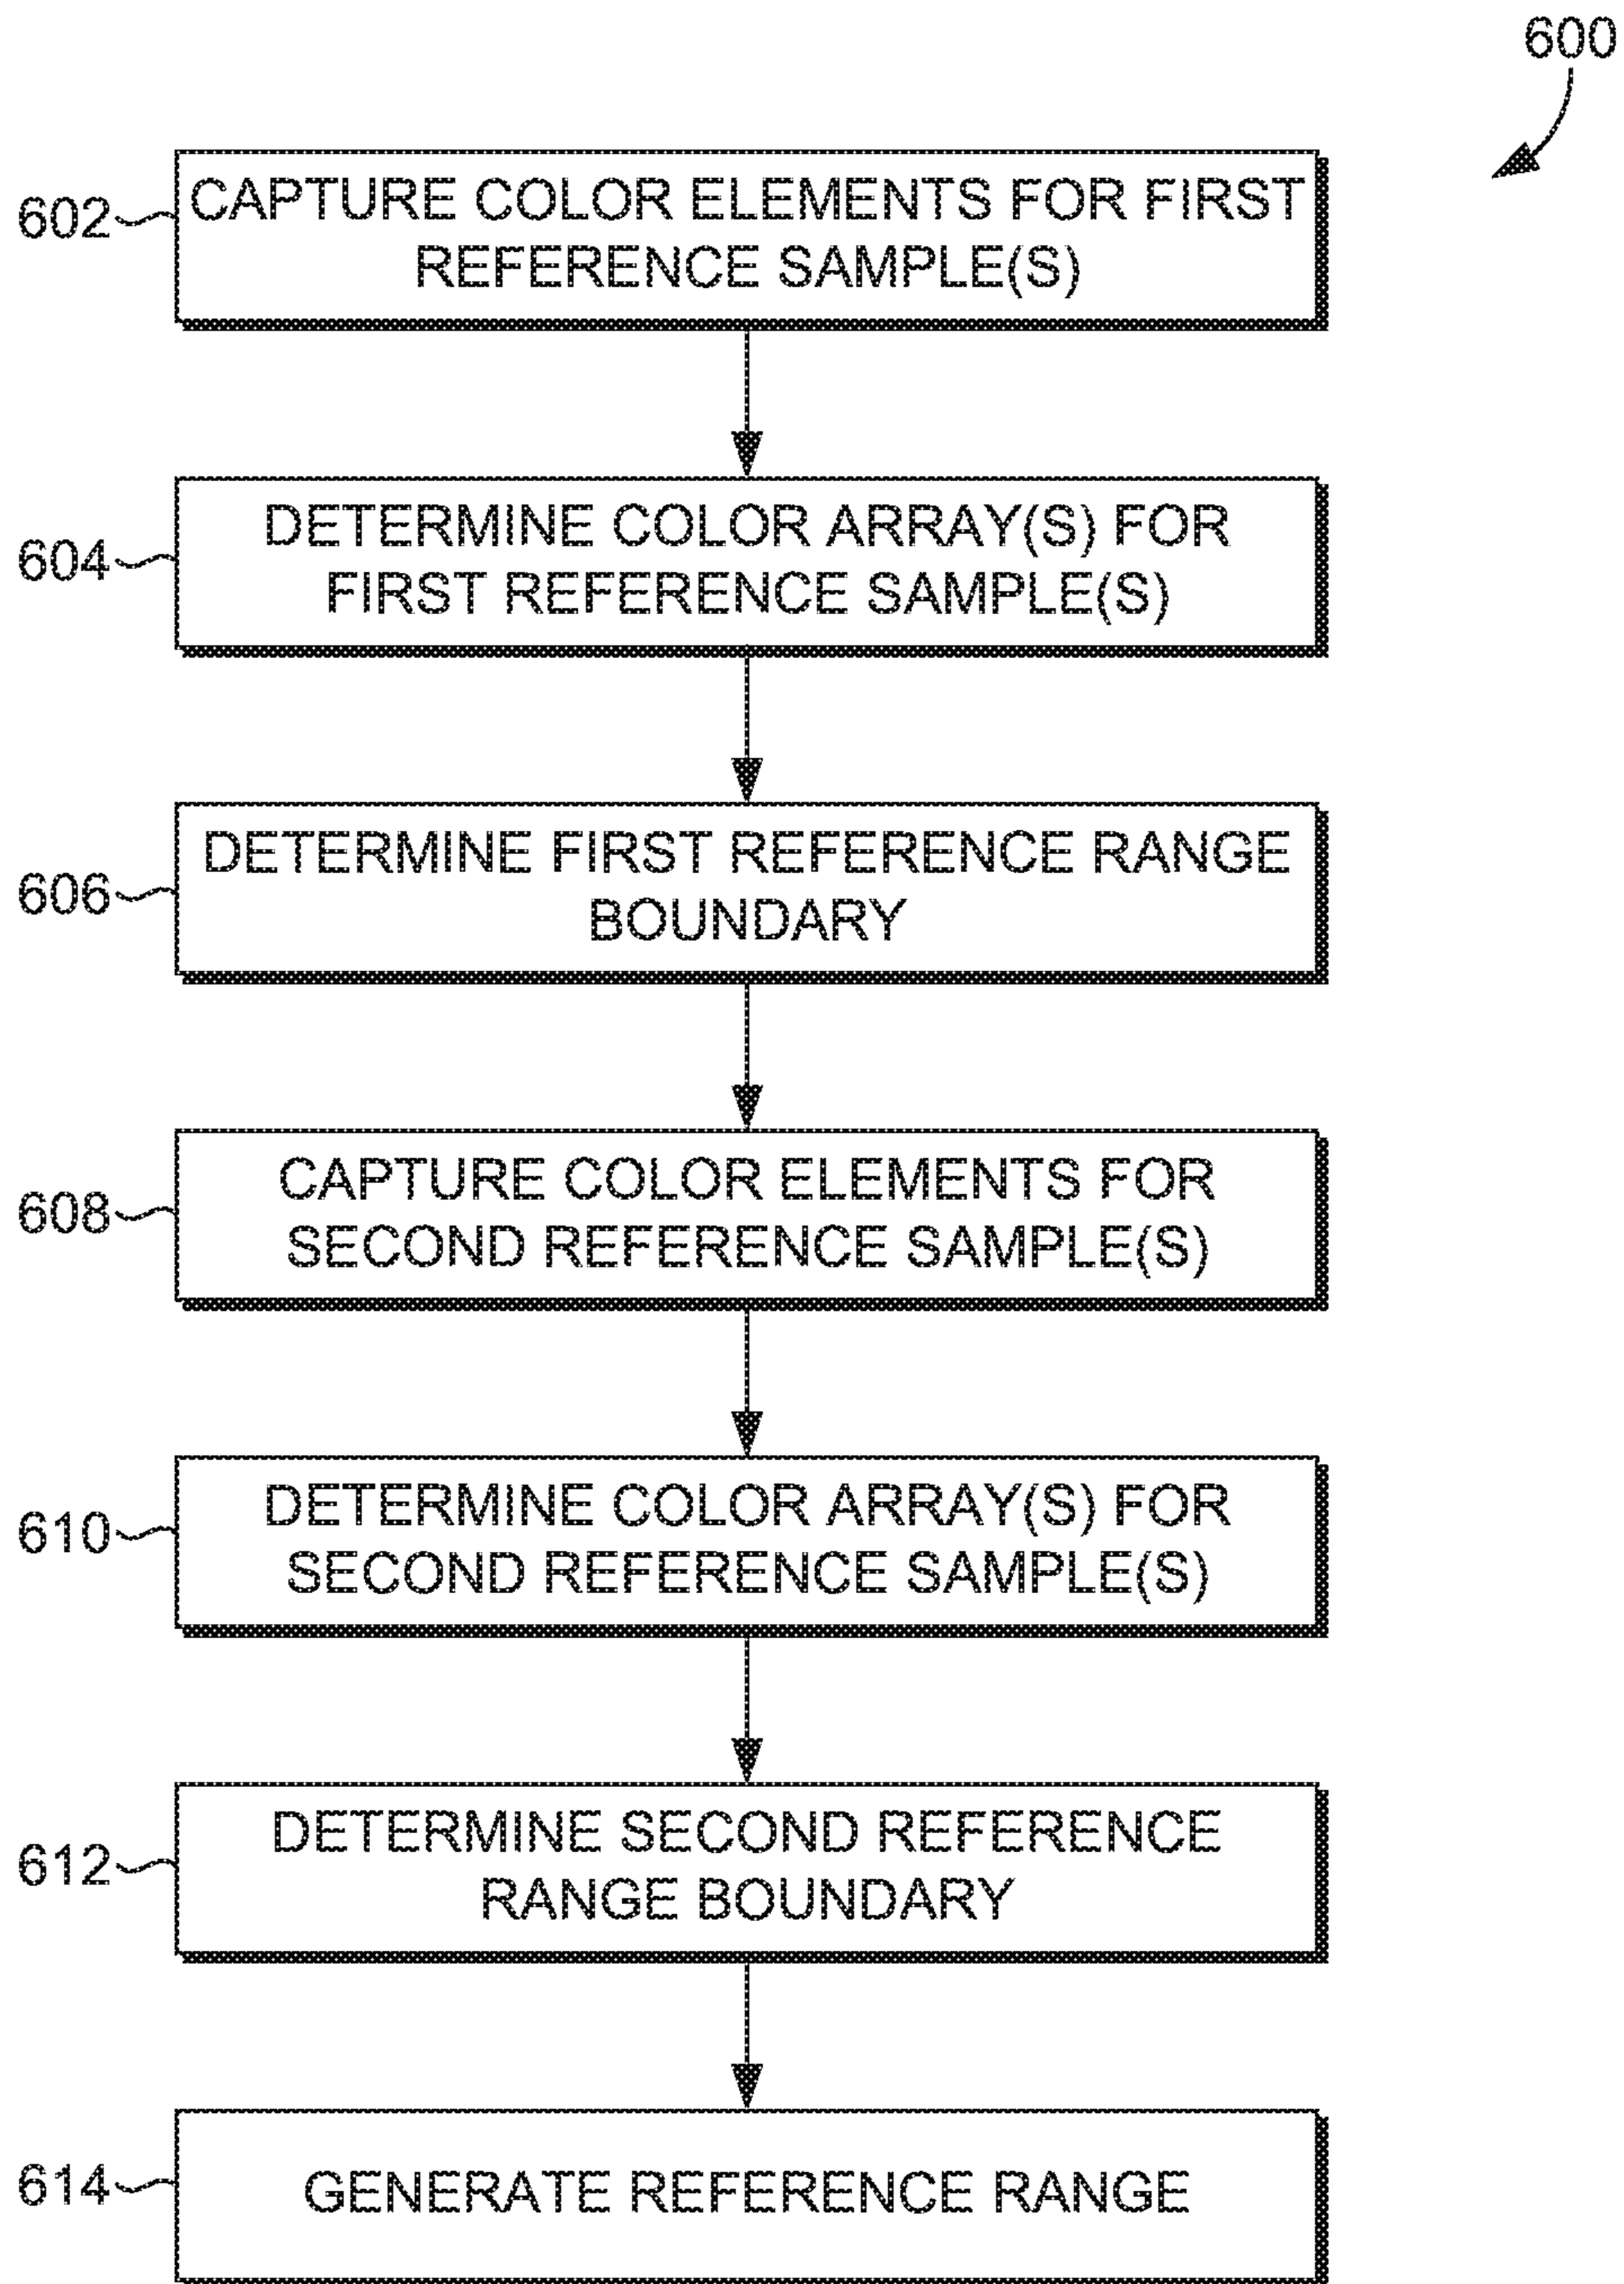 600
602
CAPTURE COLOR ELEMENTS FOR FIRST
REFERENCE SAMPLE(S)
604
DETERMINE COLOR ARRAY(S) FOR
FIRST REFERENCE SAMPLE(S)
606
DETERMINE FIRST REFERENCE RANGE
BOUNDARY
608
CAPTURE COLOR ELEMENTS FOR
SECOND REFERENCE SAMPLE(S)
610
DETERMINE COLOR ARRAY(S) FOR
SECOND REFERENCE SAMPLE(S)
612
DETERMINE SECOND REFERENCE
RANGE BOUNDARY
614
GENERATE REFERENCE RANGE